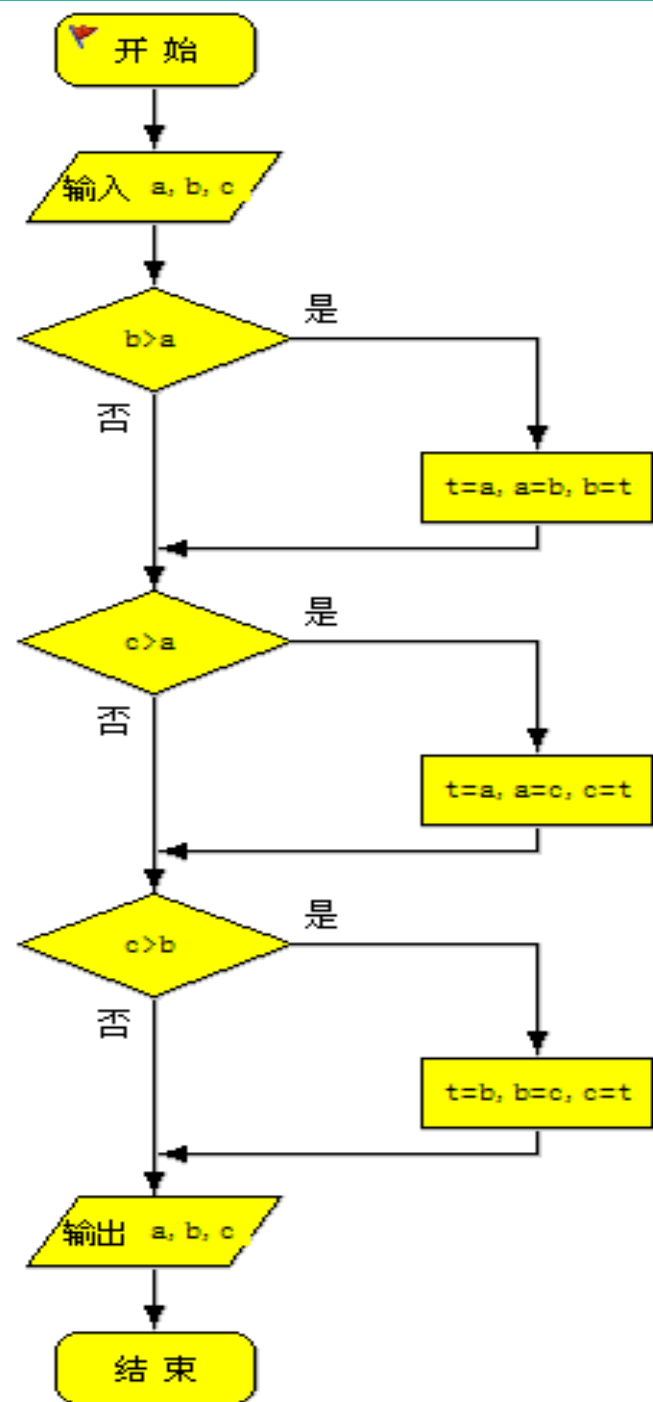 开 始
输入 a, b, c
b>a
是
否
t=a, a=b, b=t
c>a
是
否
t=a, a=c, c=t
c>b
是
否
t=b, b=c, c=t
输出 a, b, c
结 束